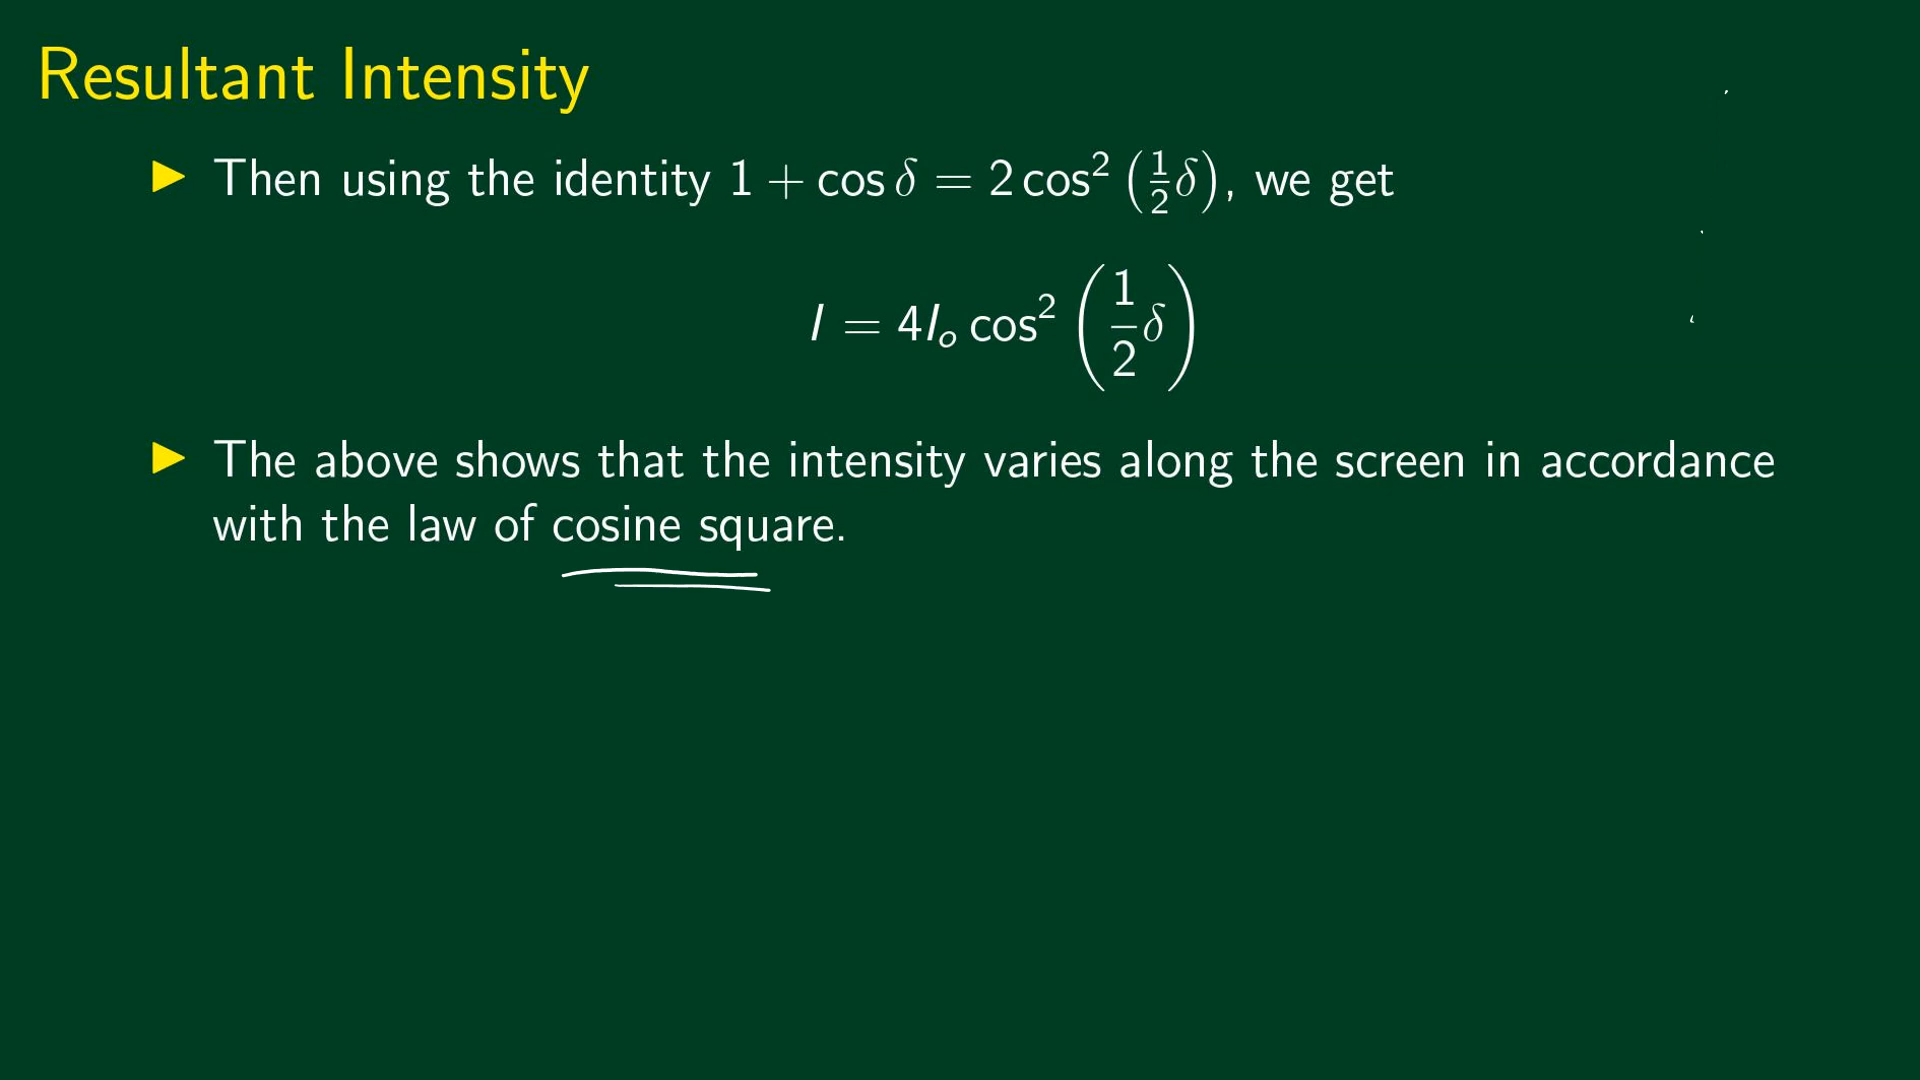 Resultant Intensity
▶ Then using the identity 1 + cos δ = 2 cos² (½δ), we get
I = 4Iₒ cos² (½δ)
▶ The above shows that the intensity varies along the screen in accordance
with the law of cosine square.